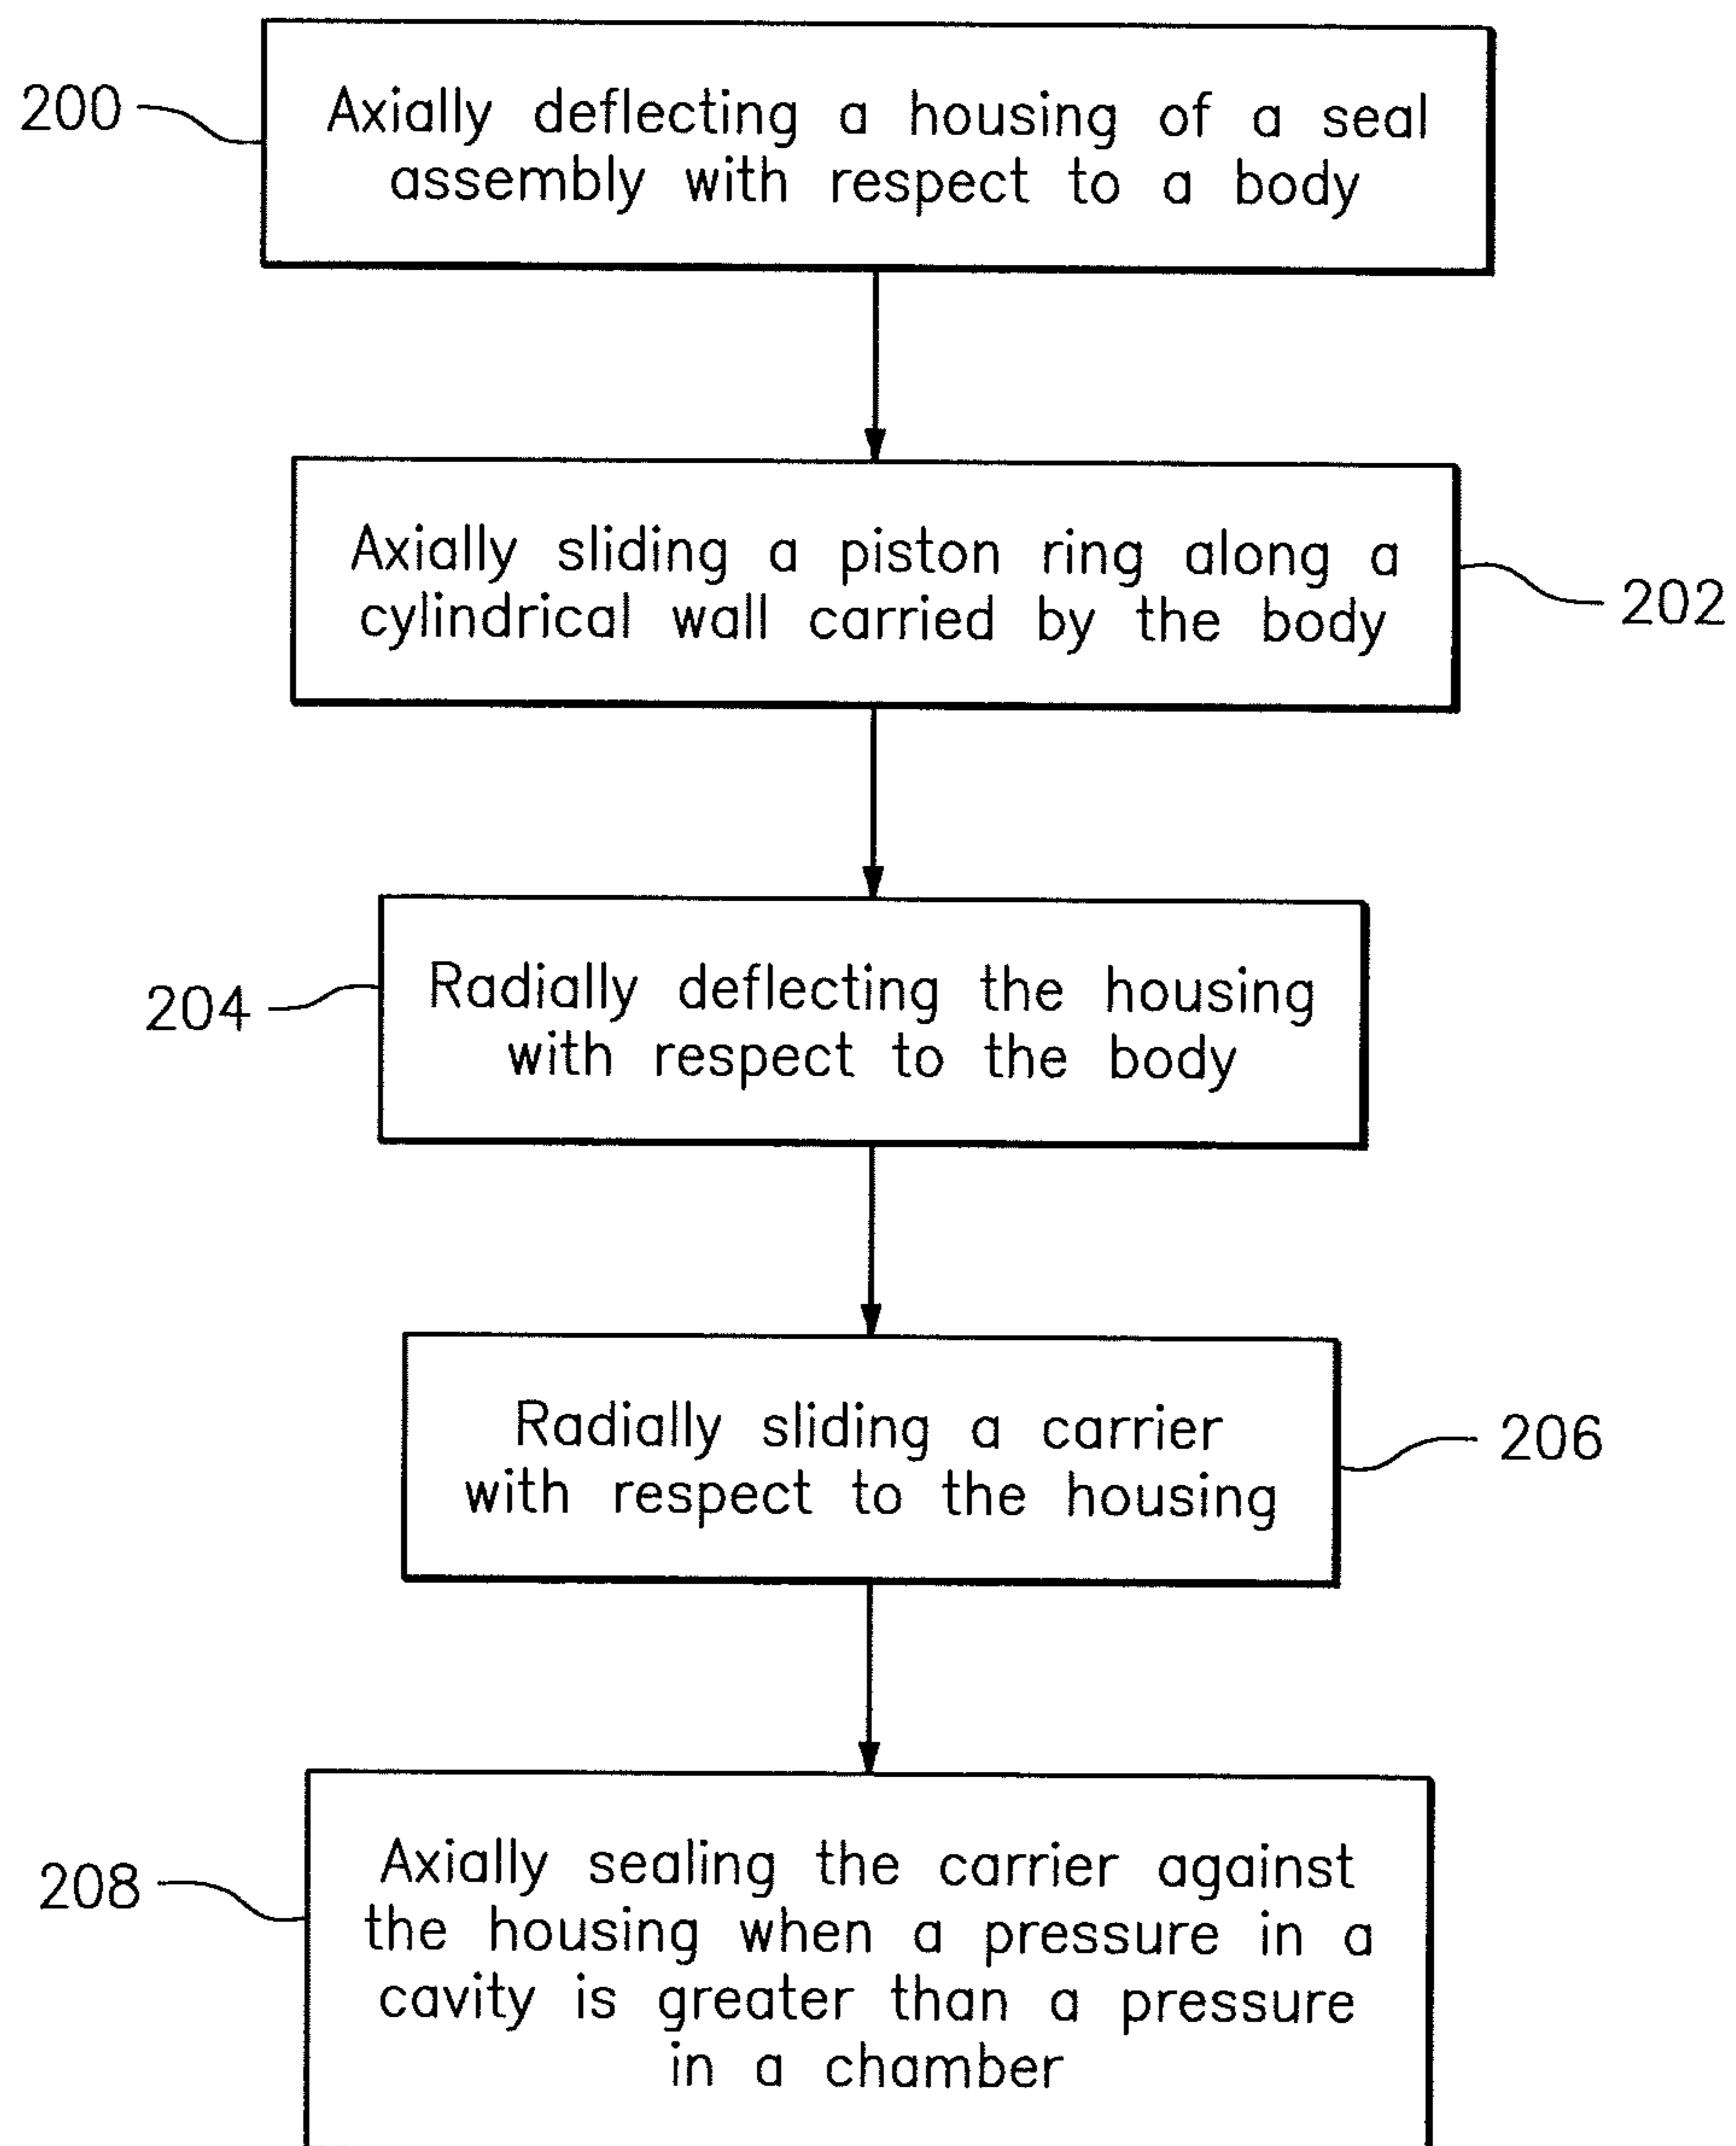 200
Axially deflecting a housing of a seal
assembly with respect to a body
Axially sliding a piston ring along a
cylindrical wall carried by the body
202
204
Radially deflecting the housing
with respect to the body
Radially sliding a carrier
with respect to the housing
206
208
Axially sealing the carrier against
the housing when a pressure in a
cavity is greater than a pressure
in a chamber